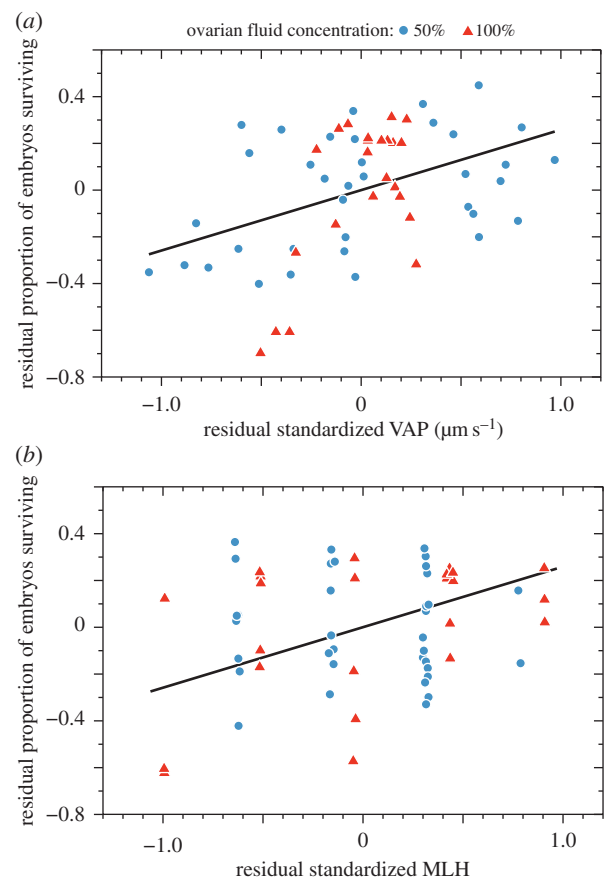 (a)
ovarian fluid concentration: 50% 100%
0.4
0
−0.4
−0.8
residual proportion of embryos surviving
−1.0 0 1.0
residual standardized VAP (μm s⁻¹)
(b)
0.4
0
−0.4
−0.8
residual proportion of embryos surviving
−1.0 0 1.0
residual standardized MLH